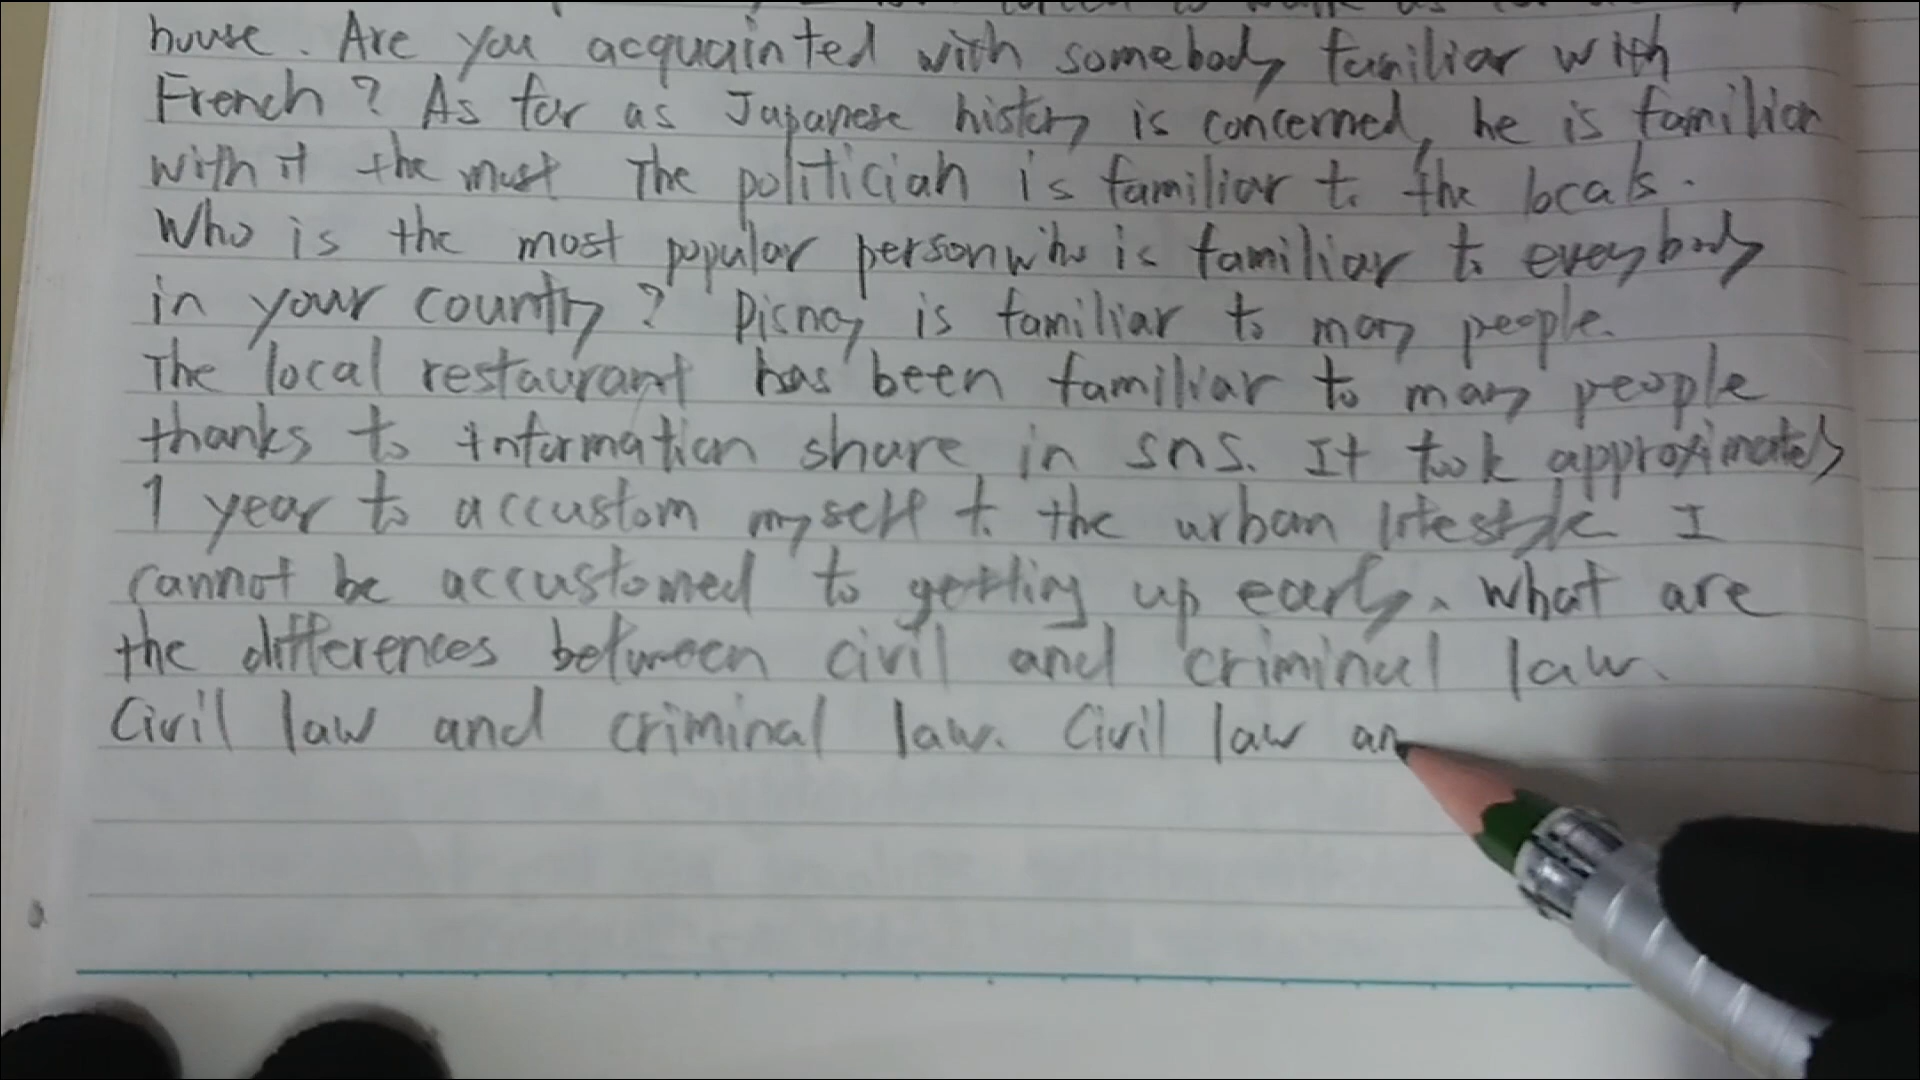 house. Are you acquainted with somebody familiar with
French? As far as Japanese history is concerned, he is familiar
with it the most The politician is familiar to the locals.
Who is the most popular person who is familiar to everybody
in your country? Disney is familiar to many people.
The local restaurant has been familiar to many people
thanks to information share in SNS. It took approximately
1 year to accustom myself to the urban lifestyle I
cannot be accustomed to getting up early. What are
the differences between civil and criminal law.
Civil law and criminal law. Civil law an